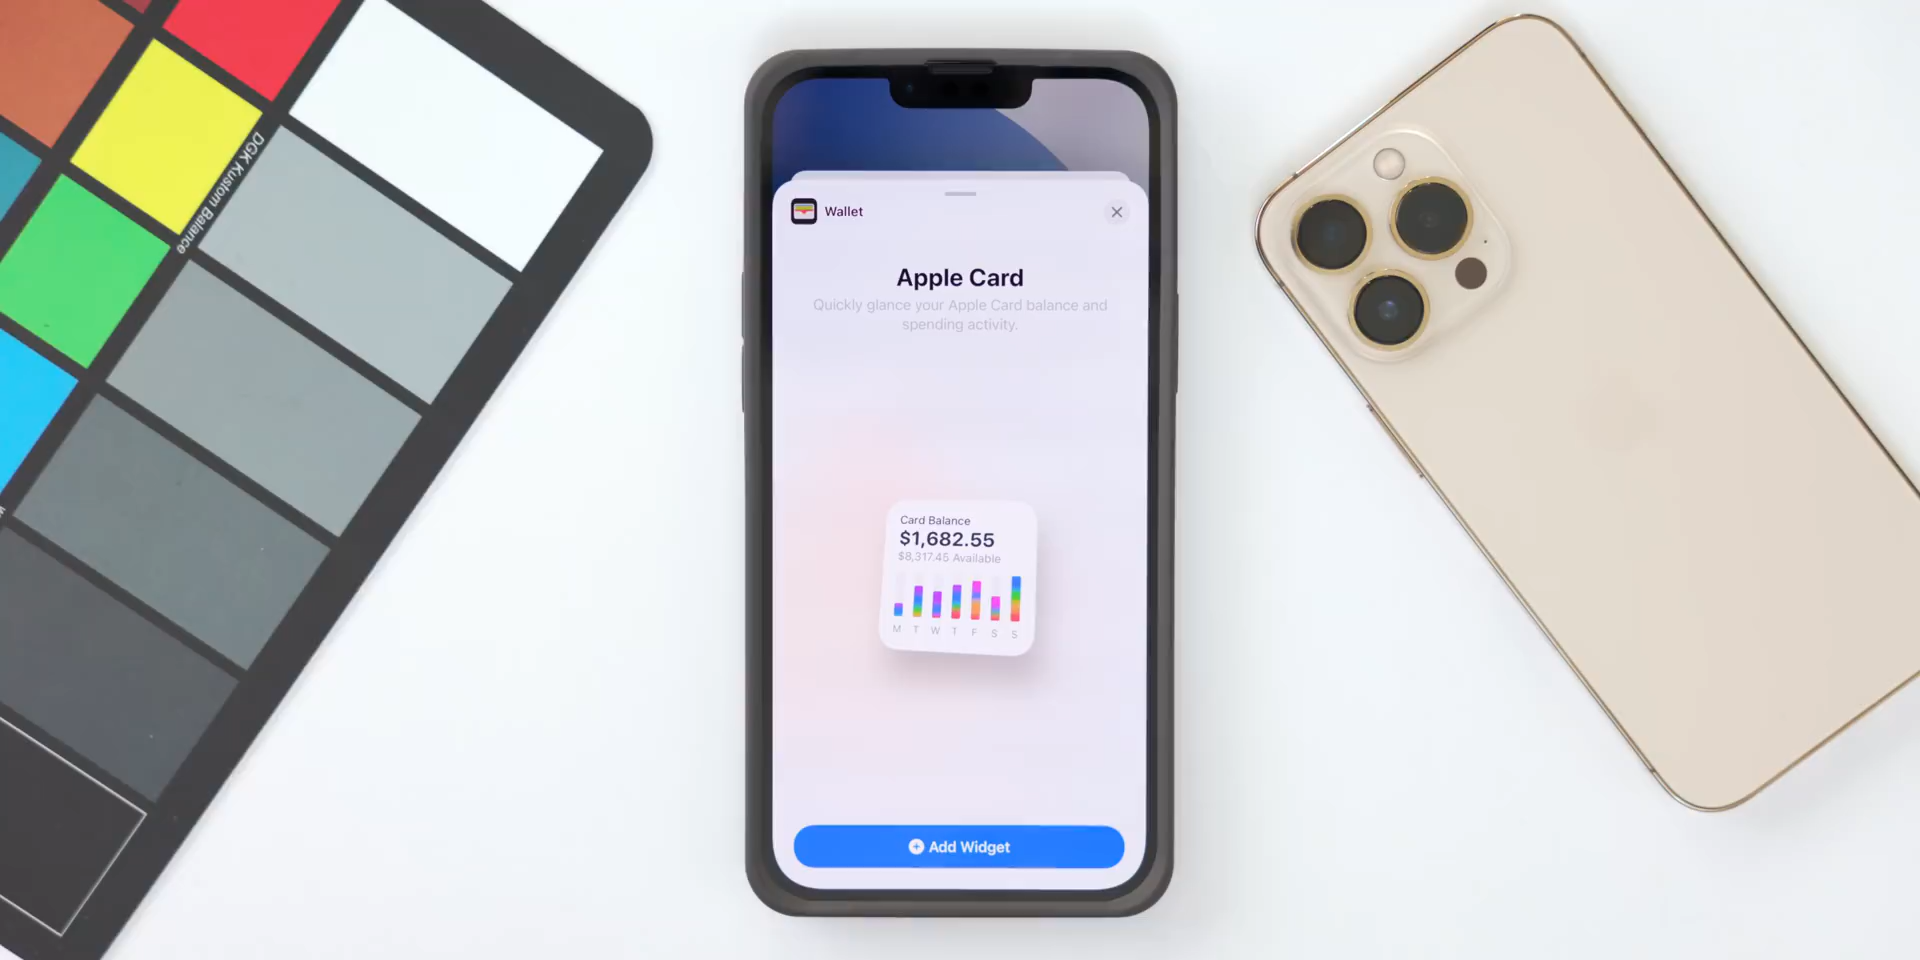 DGK Kustom Balance
Wallet
Apple Card
Quickly glance your Apple Card balance and
spending activity.
Card Balance
$1,682.55
$8,317.45 Available
M T W T F S S
Add Widget